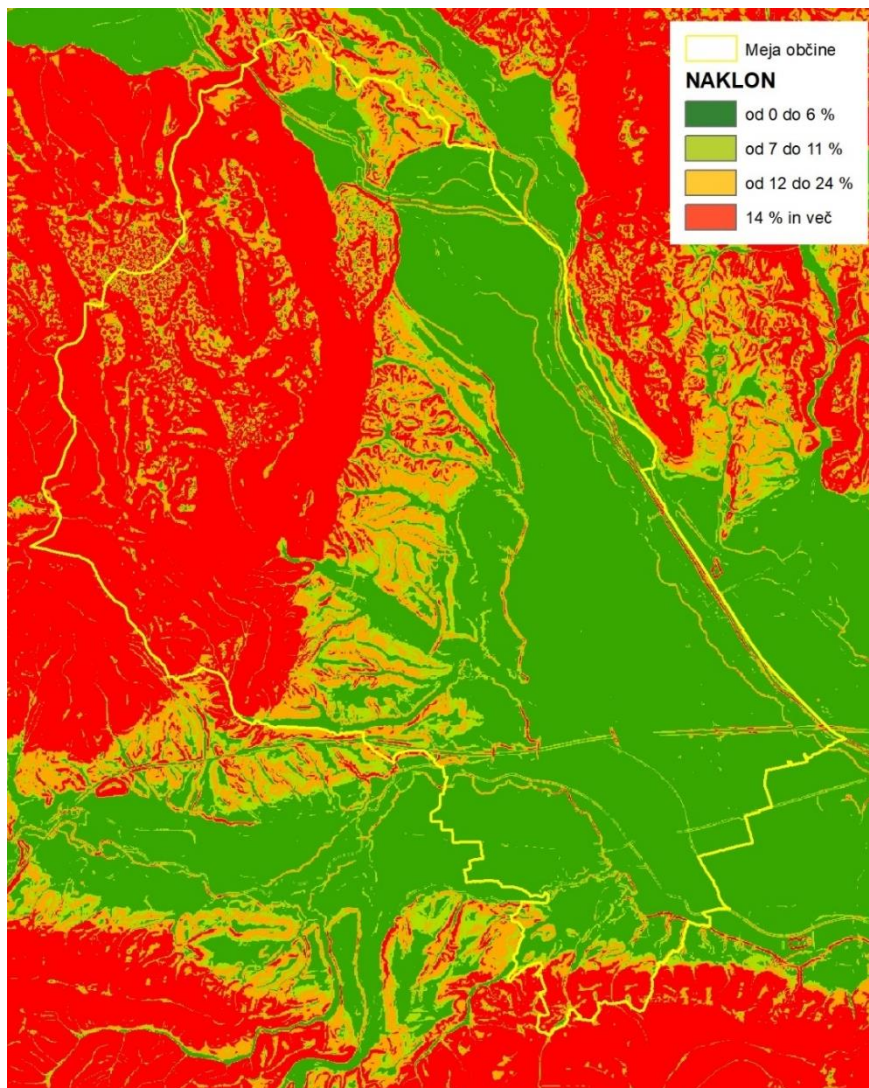 Meja občine
NAKLON
od 0 do 6 %
od 7 do 11 %
od 12 do 24 %
14 % in več